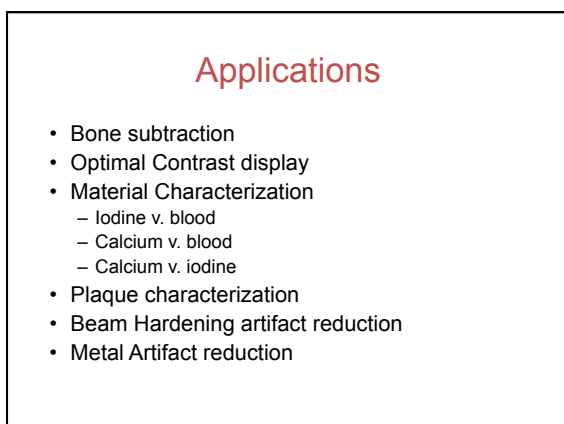 Applications
• Bone subtraction
• Optimal Contrast display
• Material Characterization
– Iodine v. blood
– Calcium v. blood
– Calcium v. iodine
• Plaque characterization
• Beam Hardening artifact reduction
• Metal Artifact reduction